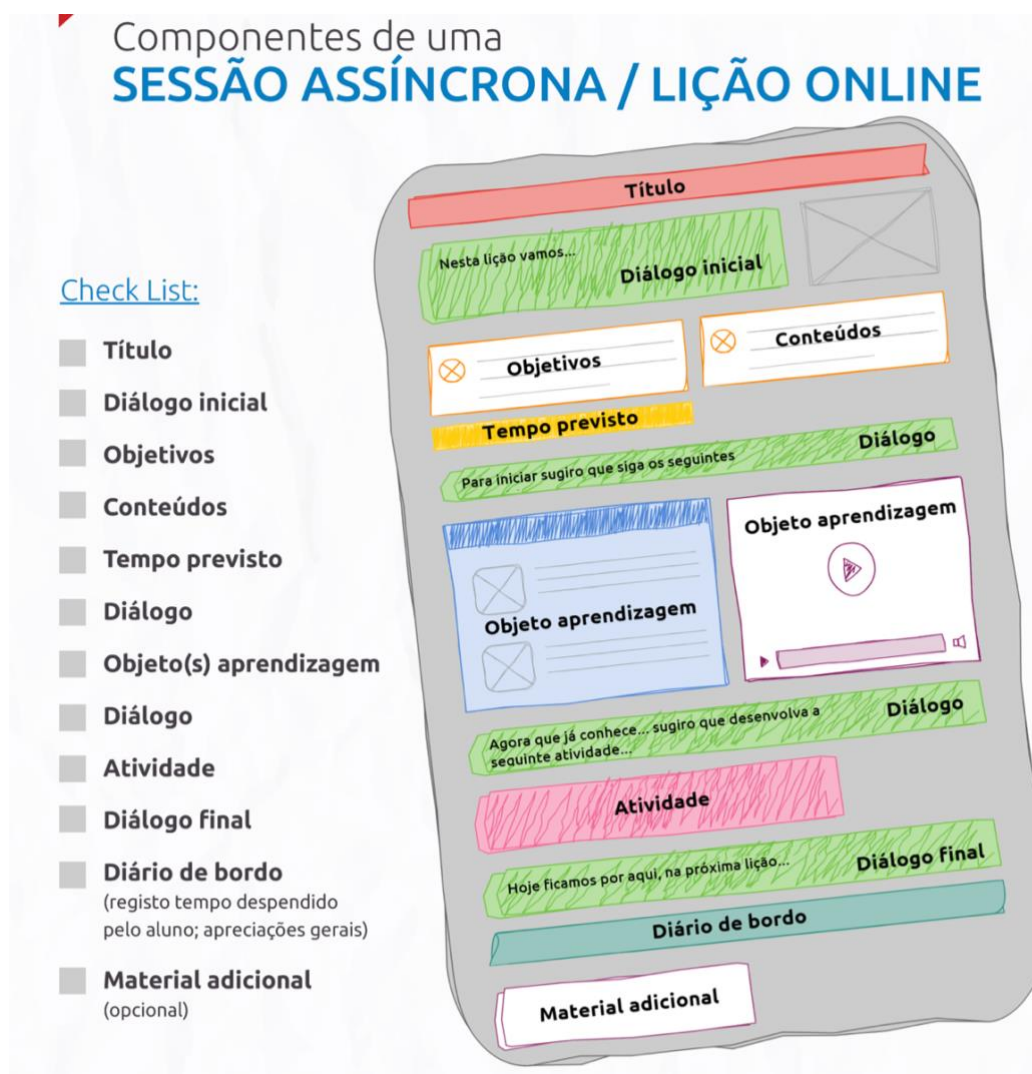 Componentes de uma
SESSÃO ASSÍNCRONA / LIÇÃO ONLINE
Check List:
Título
Diálogo inicial
Objetivos
Conteúdos
Tempo previsto
Diálogo
Objeto(s) aprendizagem
Diálogo
Atividade
Diálogo final
Diário de bordo
(registo tempo despendido
pelo aluno; apreciações gerais)
Material adicional
(opcional)
Título
Nesta lição vamos...
Diálogo inicial
Objetivos
Conteúdos
Tempo previsto
Para iniciar sugiro que siga os seguintes
Diálogo
Objeto aprendizagem
Objeto aprendizagem
Agora que já conhece... sugiro que desenvolva a
sequinte atividade...
Diálogo
Atividade
Hoje ficamos por aqui, na próxima lição...
Diálogo final
Diário de bordo
Material adicional